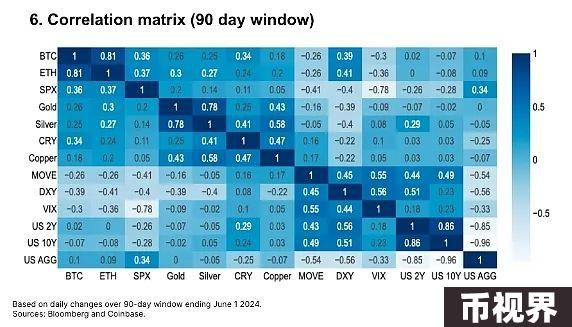 6. Correlation matrix (90 day window)
BTC 1 0.81 0.36 0.26 0.25 0.34 0.18 −0.26 0.39 −0.3 0.02 −0.07 0.1
ETH 0.81 1 0.37 0.3 0.27 0.24 0.2 −0.26 0.41 −0.36 0 −0.08 0.09
SPX 0.36 0.37 1 0.2 0.14 0.11 0.05 −0.41 −0.4 −0.78 −0.26 −0.28 0.34
Gold 0.26 0.3 0.2 1 0.78 0.25 0.43 −0.16 −0.39 −0.09 −0.07 −0.02 0
Silver 0.25 0.27 0.14 0.78 1 0.41 0.58 −0.05 −0.4 0.08 0.29 0.05 −0.05
CRY 0.34 0.24 0.11 0.25 0.41 1 0.47 0.16 −0.22 0.1 0.03 0.03 −0.25
Copper 0.18 0.2 0.05 0.43 0.58 0.47 1 0.17 −0.22 0.05 0.03 0.03 −0.07
MOVE −0.26 −0.26 −0.41 −0.16 −0.05 0.16 0.17 1 0.45 0.55 0.44 0.49 −0.54
DXY −0.39 −0.41 −0.4 −0.39 −0.4 0.08 −0.22 0.45 1 0.56 0.51 0.23 −0.56
VIX −0.3 −0.36 −0.78 −0.09 −0.02 0.1 0.05 0.55 0.44 1 0.18 0.23 −0.33
US 2Y 0.02 0 −0.26 −0.07 −0.05 0.29 0.03 0.43 0.56 0.18 1 0.86 −0.85
US 10Y −0.07 −0.08 −0.28 −0.02 0.05 0.24 0.03 0.49 0.51 0.23 0.86 1 −0.96
US AGG 0.1 0.09 0.34 0 −0.05 −0.25 −0.07 −0.54 −0.56 −0.33 −0.85 −0.96 1
BTC ETH SPX Gold Silver CRY Copper MOVE DXY VIX US 2Y US 10Y US AGG
1
0.5
0
−0.5
Based on daily changes over 90-day window ending June 1 2024.
Sources: Bloomberg and Coinbase.
币视界